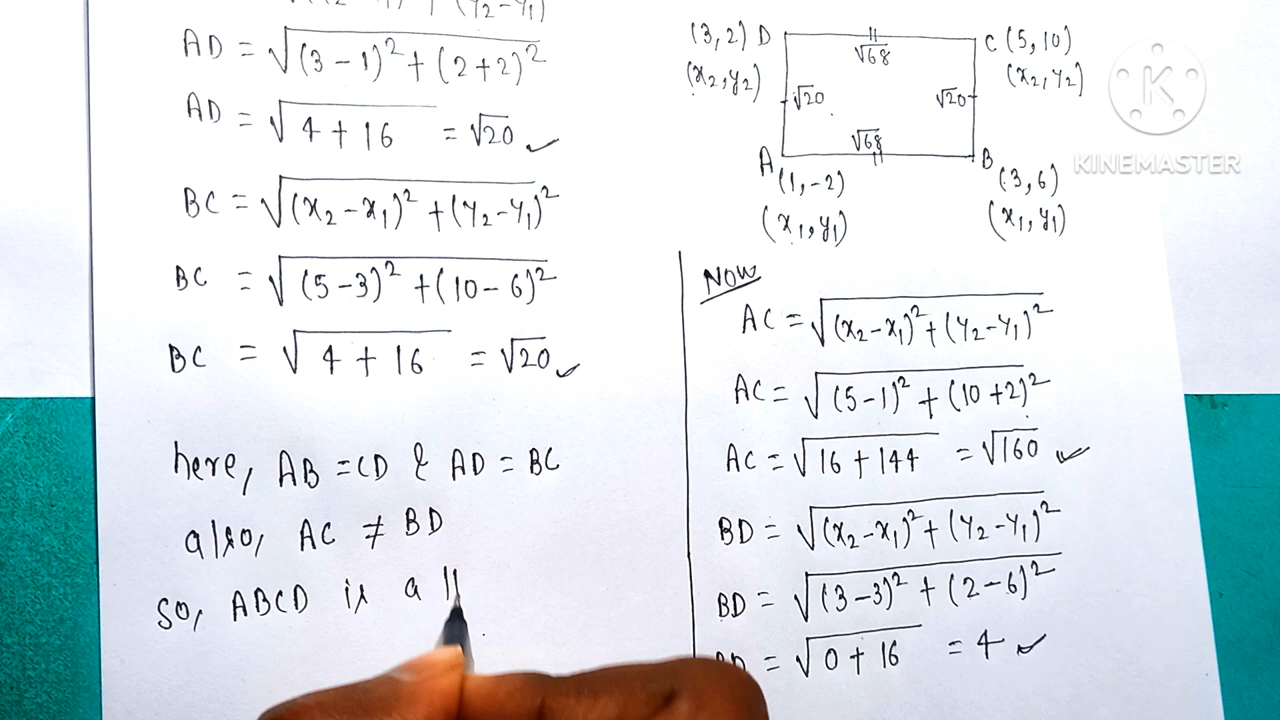 AD = √(3-1)² + (2+2)²
AD = √4 + 16 = √20 ✓
BC = √(x₂-x₁)² + (y₂-y₁)²
BC = √(5-3)² + (10-6)²
BC = √4 + 16 = √20 ✓
here, AB = CD & AD = BC
also, AC ≠ BD
so, ABCD is a ||
(3, 2) D
C (5, 10)
(x₂, y₂)
(x₂, y₂)
√68
√20
√20
√68
A
B
(1, -2)
(3, 6)
(x₁, y₁)
(x₁, y₁)
KINEMASTER
Now
AC = √(x₂-x₁)² + (y₂-y₁)²
AC = √(5-1)² + (10+2)²
AC = √16 + 144 = √160 ✓
BD = √(x₂-x₁)² + (y₂-y₁)²
BD = √(3-3)² + (2-6)²
BD = √0 + 16 = 4 ✓